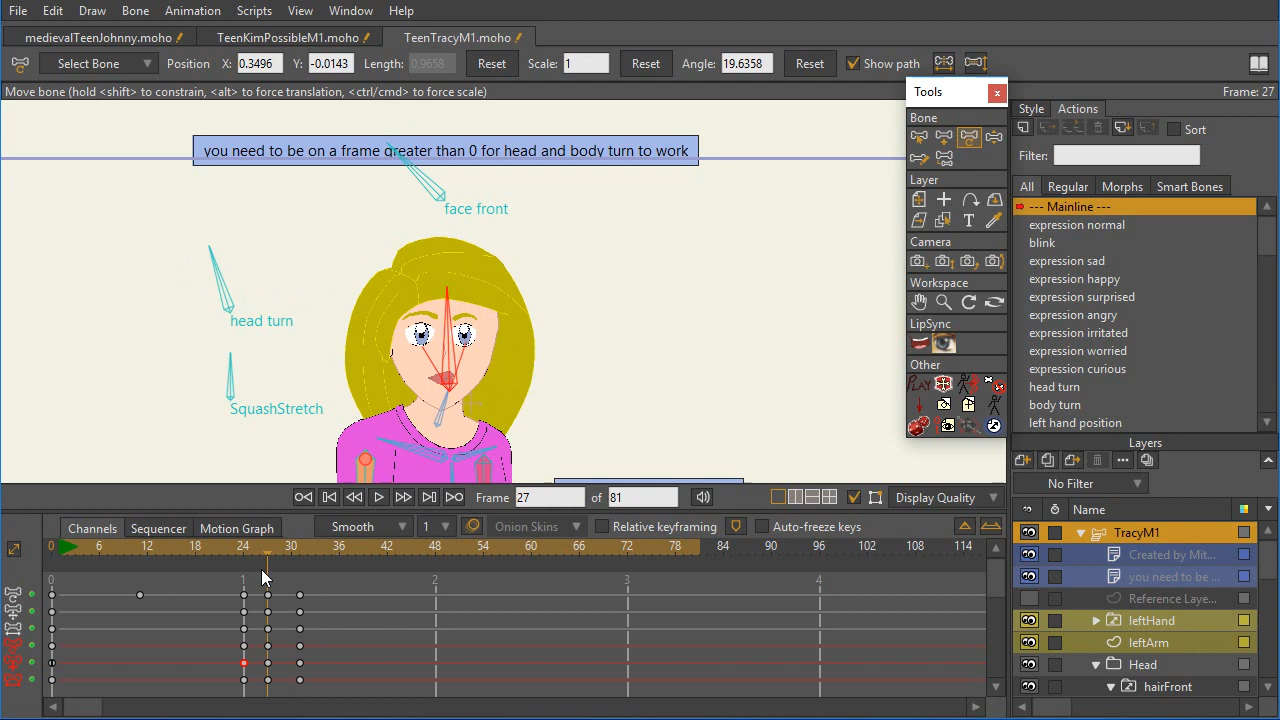 File Edit Draw Bone Animation Scripts View Window Help
medievalTeenJohnny.moho TeenKimPossibleM1.moho TeenTracyM1.moho
Select Bone Position X: 0.3496 Y: -0.0143 Length: 0.9658 Reset Scale: 1 Reset Angle: 19.6358 Reset Show path
Move bone (hold <shift> to constrain, <alt> to force translation, <ctrl/cmd> to force scale) Frame: 27
Tools x
Bone
Layer
T
Camera
Workspace
LipSync
Other
PLAY
Style Actions
Sort
Filter:
All Regular Morphs Smart Bones
--- Mainline ---
expression normal
blink
expression sad
expression happy
expression surprised
expression angry
expression irritated
expression worried
expression curious
head turn
body turn
left hand position
Layers
No Filter
Name
TracyM1
Created by Mit...
you need to be ...
Reference Laye...
leftHand
leftArm
Head
hairFront
you need to be on a frame greater than 0 for head and body turn to work
face front
head turn
SquashStretch
Frame 27 of 81 Display Quality
Channels Sequencer Motion Graph Smooth 1 Onion Skins Relative keyframing Auto-freeze keys
0 6 12 18 24 30 36 42 48 54 60 66 72 78 84 90 96 102 108 114
0 1 2 3 4